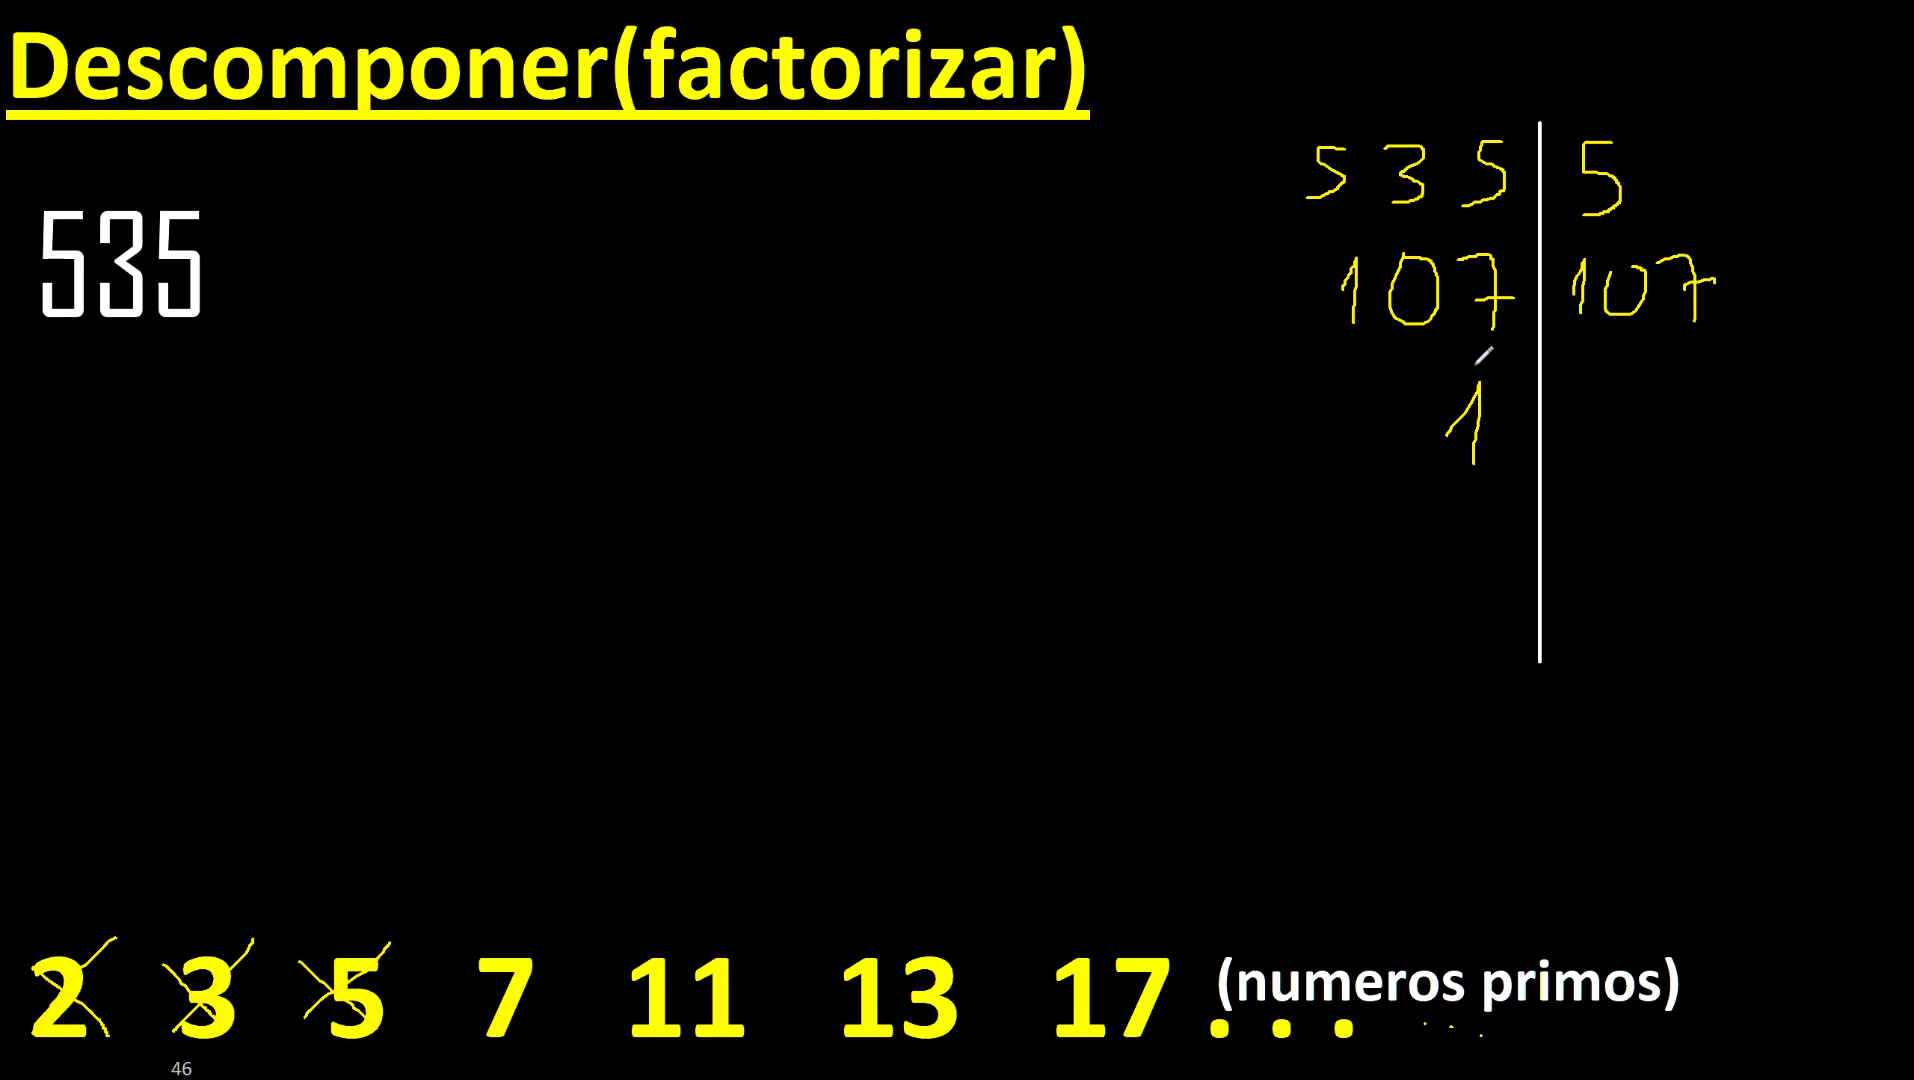 Descomponer(factorizar)
535
535 | 5
107 | 107
1
2 3 5 7 11 13 17 ... (numeros primos)
46